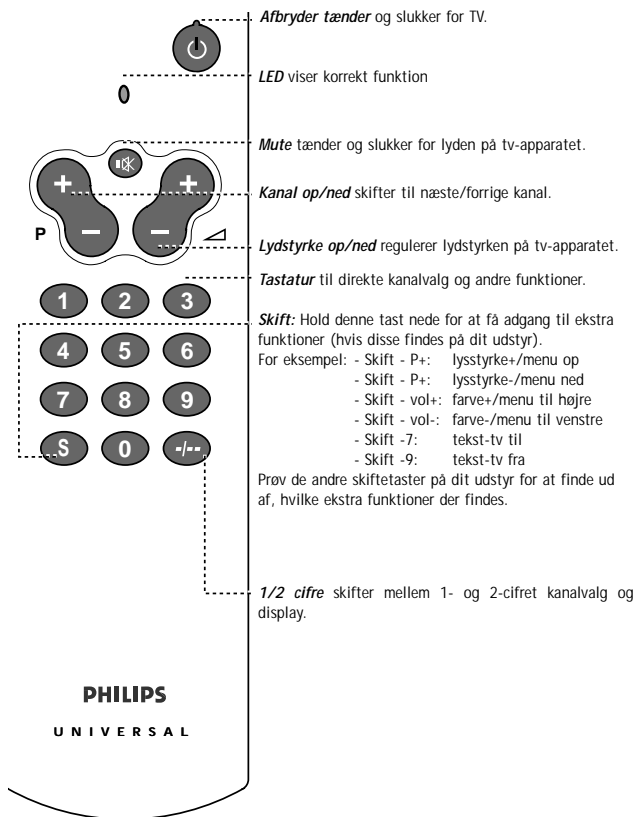 Afbryder tænder og slukker for TV.
LED viser korrekt funktion
Mute tænder og slukker for lyden på tv-apparatet.
+ +
Kanal op/ned skifter til næste/forrige kanal.
P − −
Lydstyrke op/ned regulerer lydstyrken på tv-apparatet.
Tastatur til direkte kanalvalg og andre funktioner.
1 2 3
Skift: Hold denne tast nede for at få adgang til ekstra
funktioner (hvis disse findes på dit udstyr).
4 5 6
For eksempel: - Skift - P+: lysstyrke+/menu op
- Skift - P+: lysstyrke-/menu ned
7 8 9
- Skift - vol+: farve+/menu til højre
- Skift - vol-: farve-/menu til venstre
S 0 -/--
- Skift -7: tekst-tv til
- Skift -9: tekst-tv fra
Prøv de andre skiftetaster på dit udstyr for at finde ud
af, hvilke ekstra funktioner der findes.
1/2 cifre skifter mellem 1- og 2-cifret kanalvalg og
display.
PHILIPS
UNIVERSAL